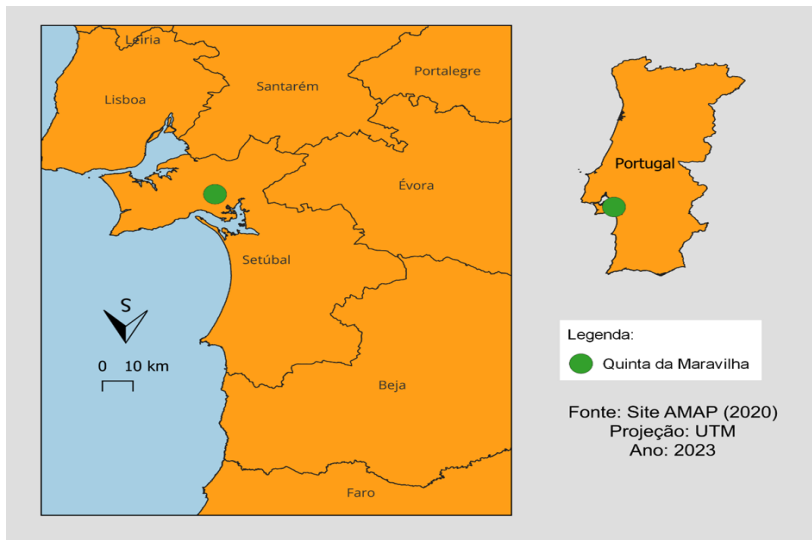 Leiria
Lisboa
Santarém
Portalegre
Évora
Setúbal
Beja
Faro
S
0 10 km
Portugal
Legenda:
Quinta da Maravilha
Fonte: Site AMAP (2020)
Projeção: UTM
Ano: 2023